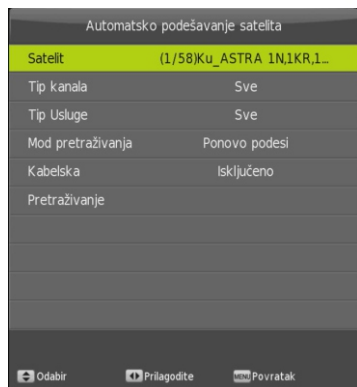 Automatsko podešavanje satelita
Satelit (1/58)Ku_ASTRA 1N,1KR,1...
Tip kanala Sve
Tip Usluge Sve
Mod pretraživanja Ponovo podesi
Kabelska Isključeno
Pretraživanje
Odabir Prilagodite MENU Povratak